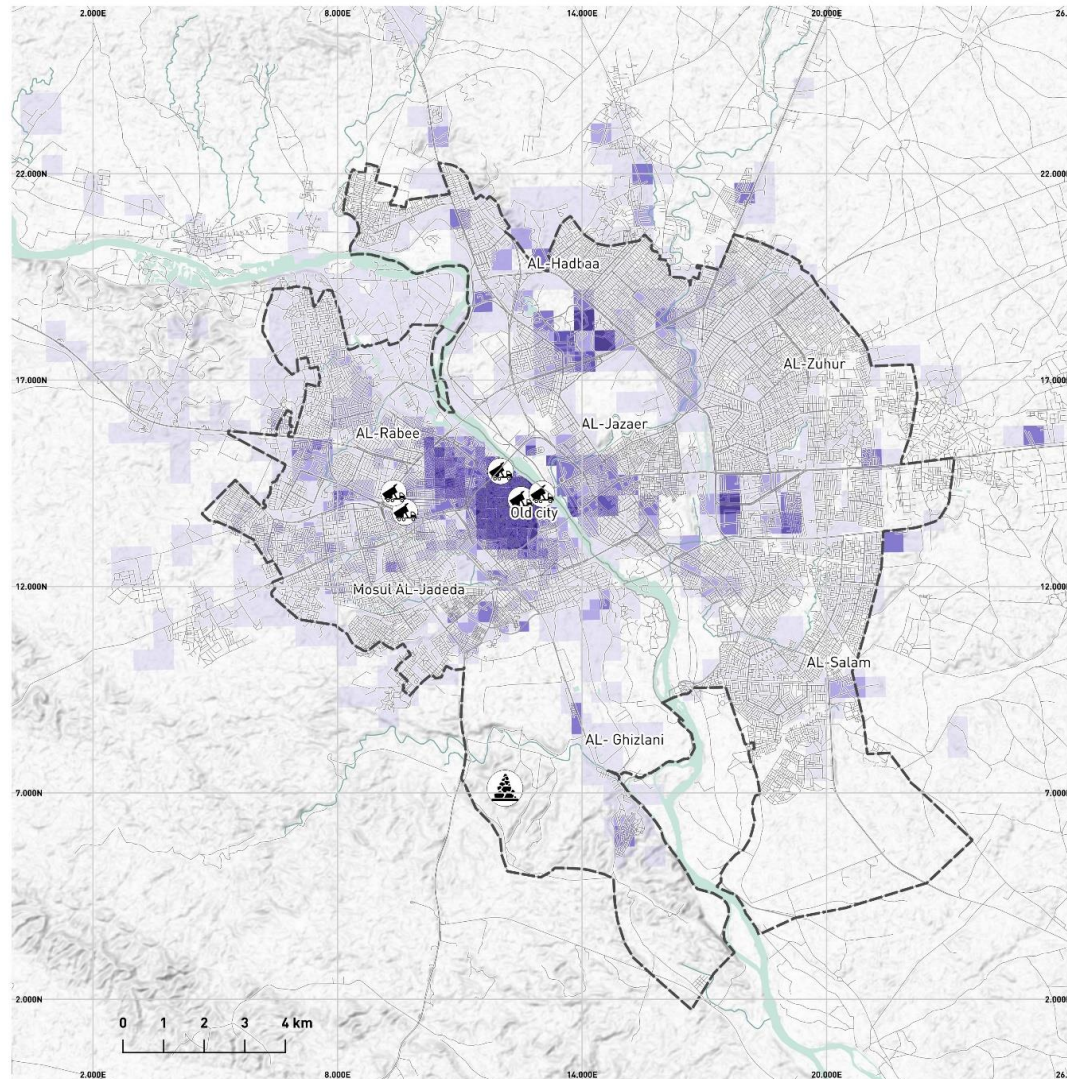 2.000E 8.000E 14.000E 20.000E 26.
22.000N 22.000N
AL-Hadbaa
17.000N AL-Zuhur 17.000N
AL-Jazaer
AL-Rabee
Old city
12.000N Mosul AL-Jadeda 12.000N
AL-Salam
AL- Ghizlani
7.000N 7.000N
2.000N 2.000N
0 1 2 3 4 km
2.000E 8.000E 14.000E 20.000E 26.